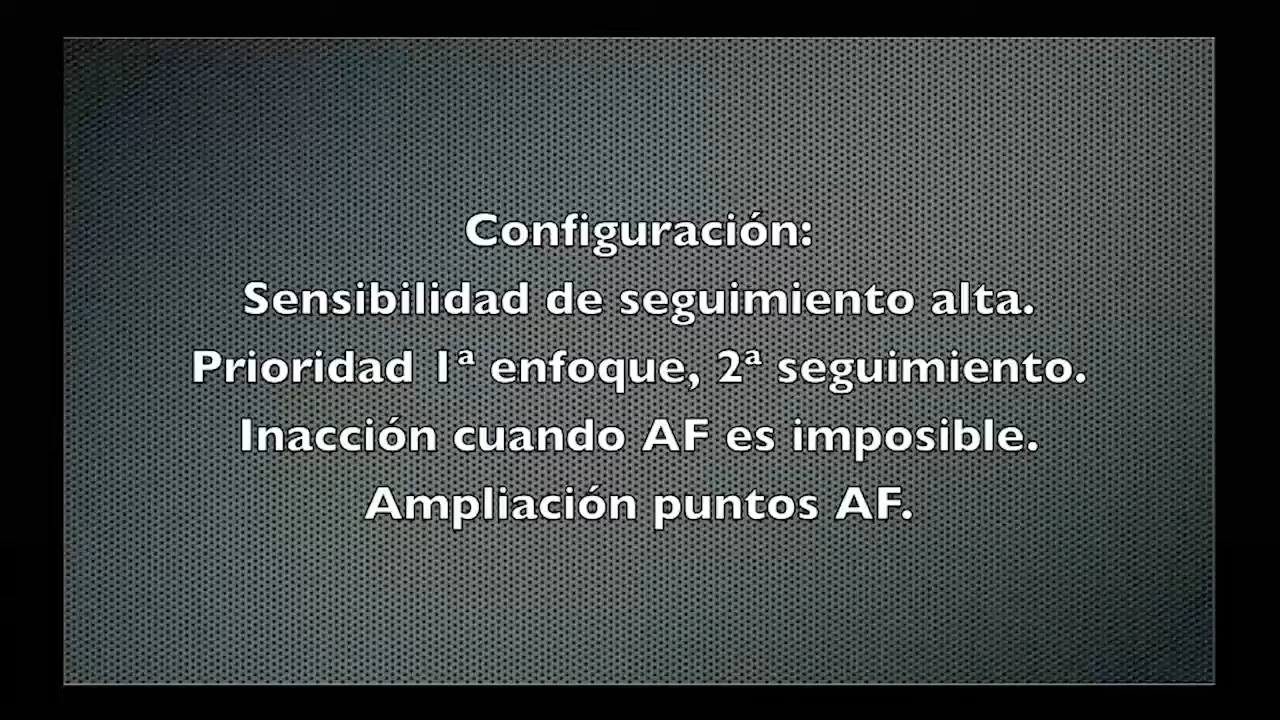 Configuración:
Sensibilidad de seguimiento alta.
Prioridad 1ª enfoque, 2ª seguimiento.
Inacción cuando AF es imposible.
Ampliación puntos AF.